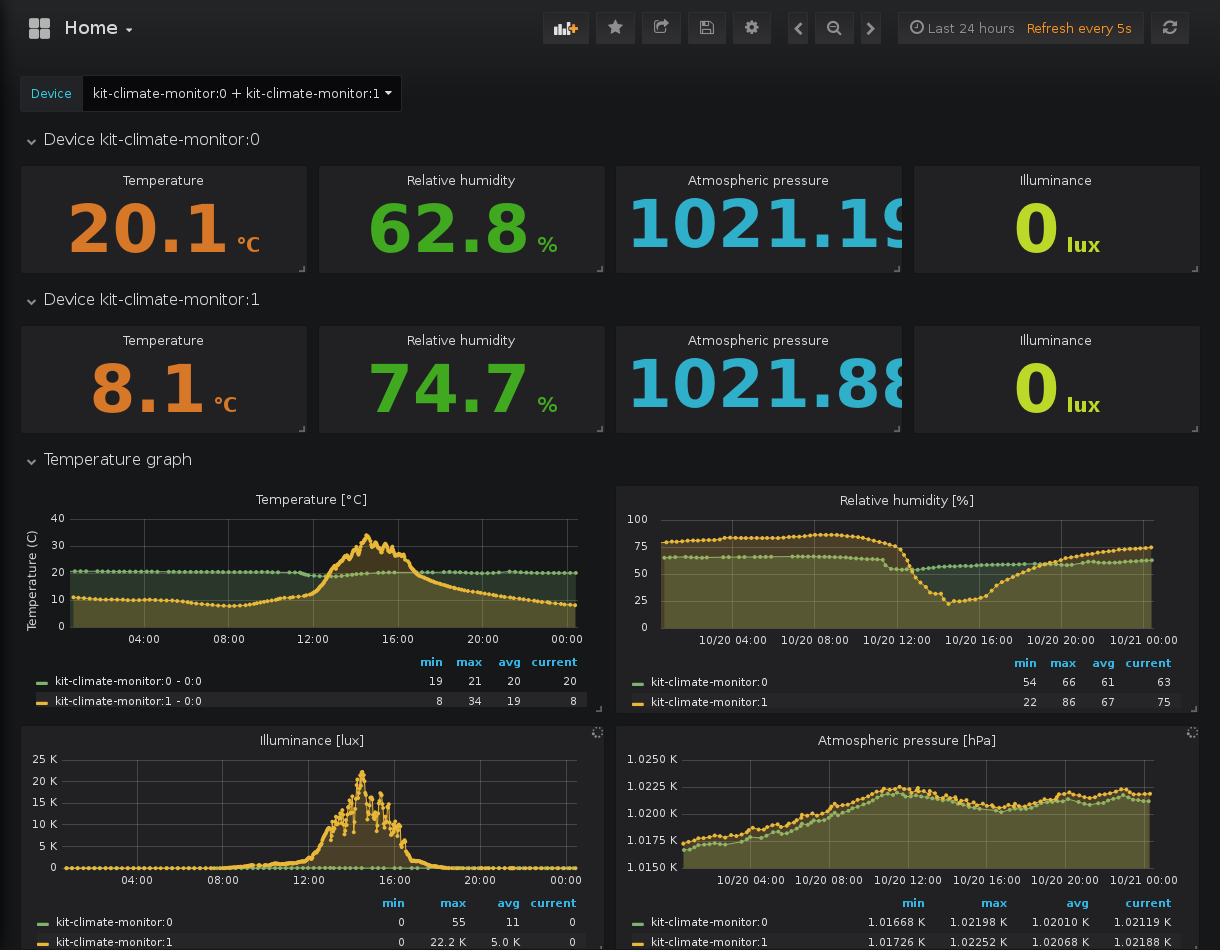 Home
Last 24 hours Refresh every 5s
Device kit-climate-monitor:0 + kit-climate-monitor:1
Device kit-climate-monitor:0
Temperature Relative humidity Atmospheric pressure Illuminance
20.1 °C 62.8 % 1021.19 0 lux
Device kit-climate-monitor:1
Temperature Relative humidity Atmospheric pressure Illuminance
8.1 °C 74.7 % 1021.88 0 lux
Temperature graph
Temperature [°C]
Temperature (C)
40
30
20
10
0
04:00 08:00 12:00 16:00 20:00 00:00
min max avg current
kit-climate-monitor:0 - 0:0 19 21 20 20
kit-climate-monitor:1 - 0:0 8 34 19 8
Relative humidity [%]
100
75
50
25
0
10/20 04:00 10/20 08:00 10/20 12:00 10/20 16:00 10/20 20:00 10/21 00:00
min max avg current
kit-climate-monitor:0 54 66 61 63
kit-climate-monitor:1 22 86 67 75
Illuminance [lux]
25 K
20 K
15 K
10 K
5 K
0
04:00 08:00 12:00 16:00 20:00 00:00
min max avg current
kit-climate-monitor:0 0 55 11 0
kit-climate-monitor:1 0 22.2 K 5.0 K 0
Atmospheric pressure [hPa]
1.0250 K
1.0225 K
1.0200 K
1.0175 K
1.0150 K
10/20 04:00 10/20 08:00 10/20 12:00 10/20 16:00 10/20 20:00 10/21 00:00
min max avg current
kit-climate-monitor:0 1.01668 K 1.02198 K 1.02010 K 1.02119 K
kit-climate-monitor:1 1.01726 K 1.02252 K 1.02068 K 1.02188 K